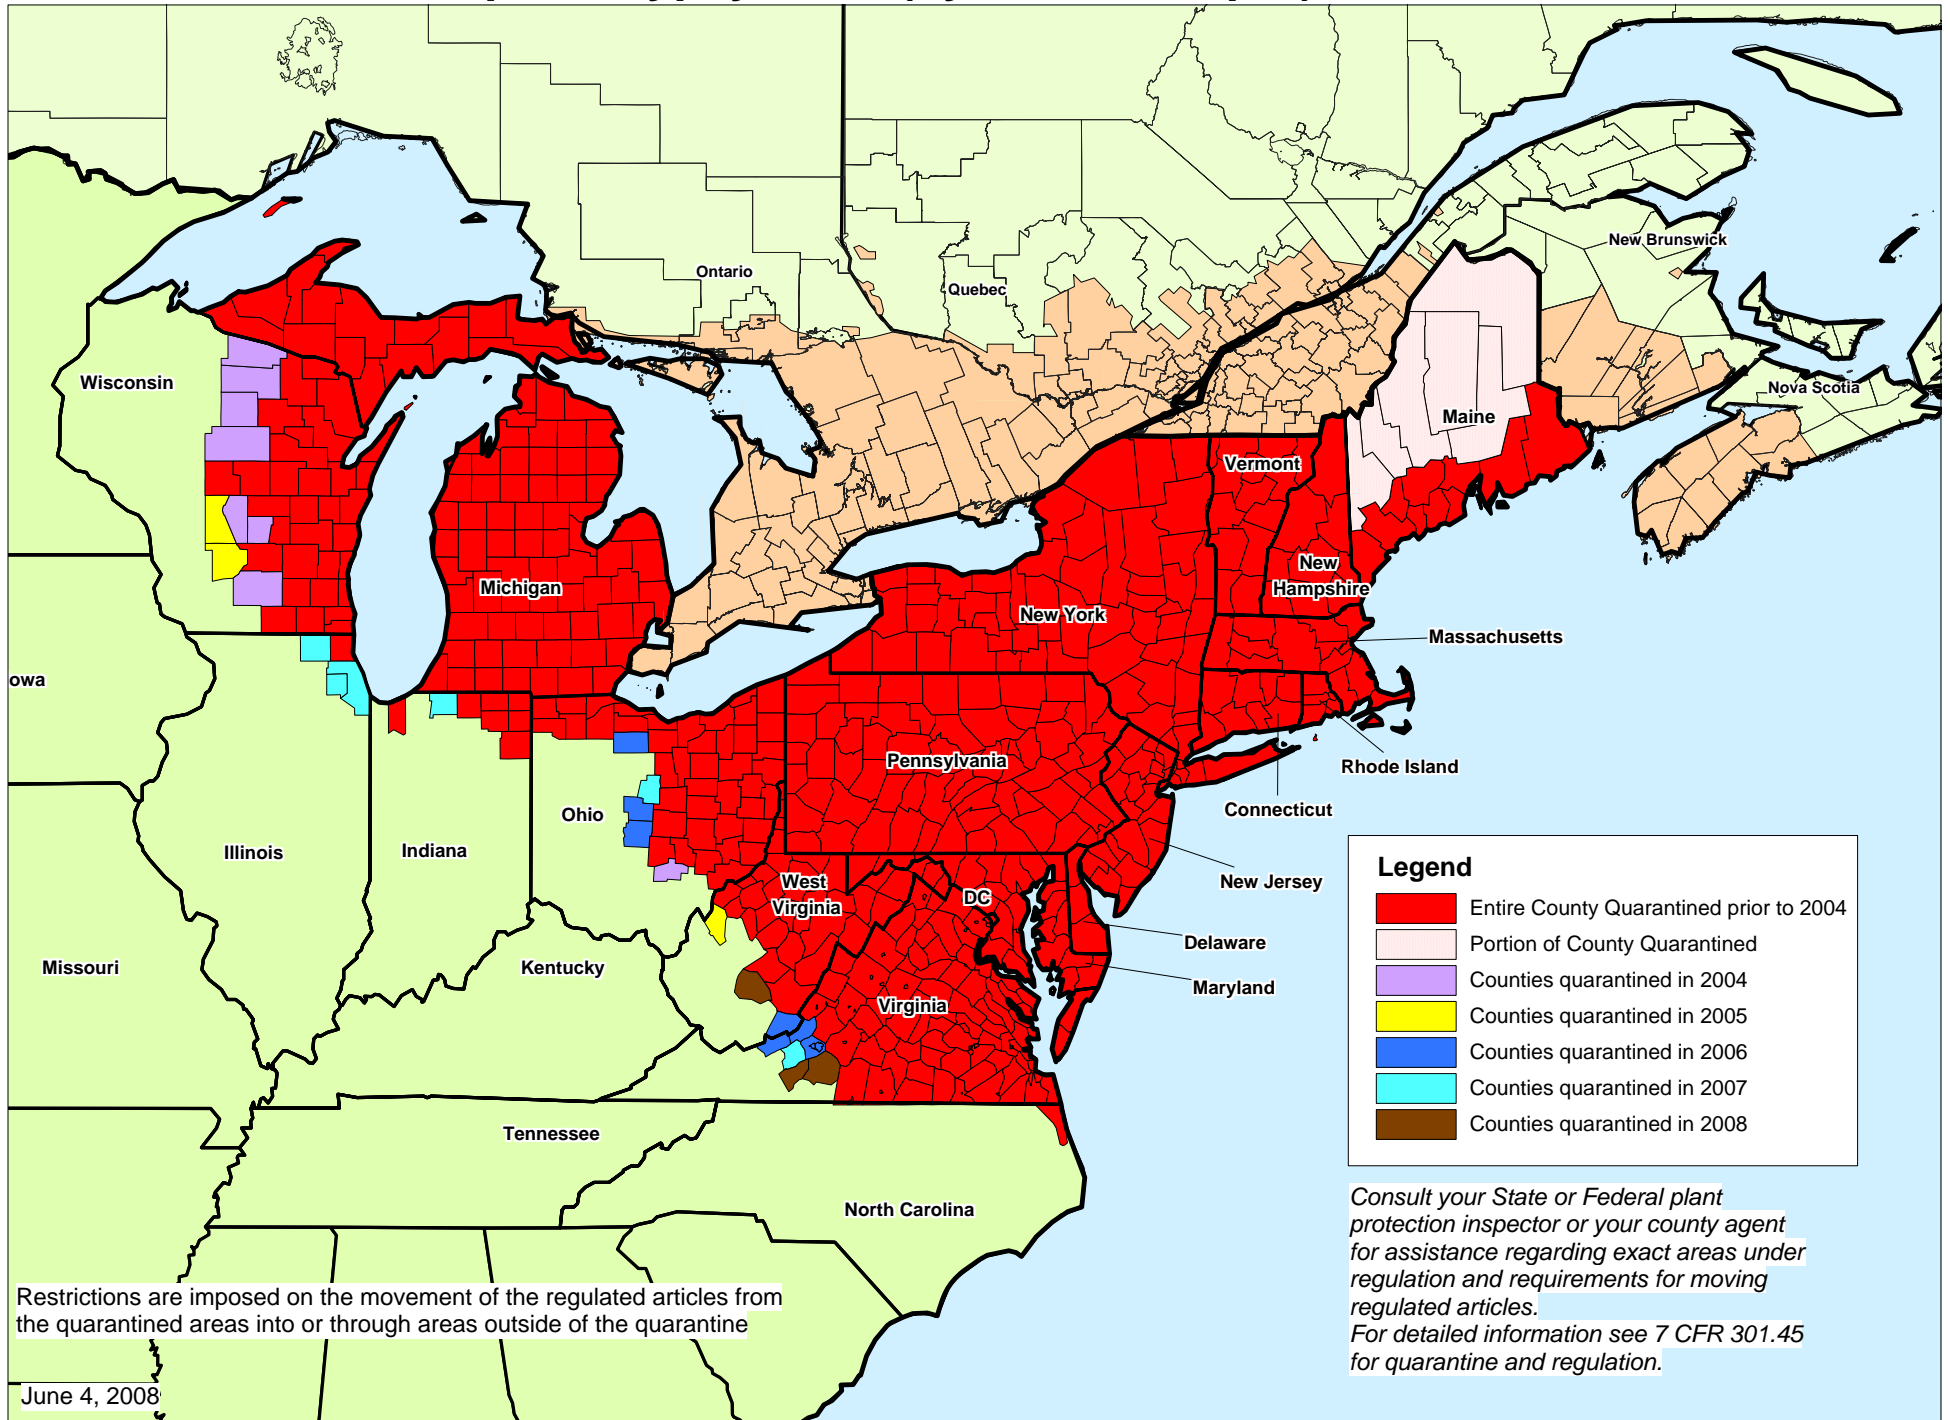 Ontario
Quebec
New Brunswick
Nova Scotia
Wisconsin
Maine
Vermont
New
Hampshire
Michigan
New York
Massachusetts
owa
Rhode Island
Pennsylvania
Connecticut
Ohio
Illinois
Indiana
New Jersey
West
Virginia
DC
Delaware
Missouri
Kentucky
Maryland
Virginia
Tennessee
North Carolina
Legend
Entire County Quarantined prior to 2004
Portion of County Quarantined
Counties quarantined in 2004
Counties quarantined in 2005
Counties quarantined in 2006
Counties quarantined in 2007
Counties quarantined in 2008
Consult your State or Federal plant
protection inspector or your county agent
for assistance regarding exact areas under
regulation and requirements for moving
regulated articles.
For detailed information see 7 CFR 301.45
for quarantine and regulation.
Restrictions are imposed on the movement of the regulated articles from
the quarantined areas into or through areas outside of the quarantine
June 4, 2008